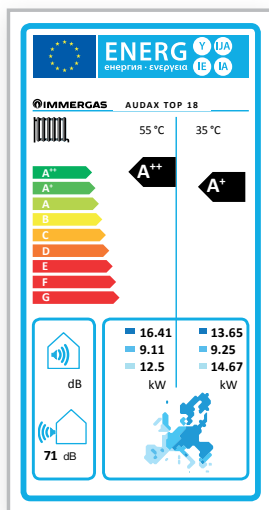 ENERG Y IJA
енергия · ενεργεια IE IA
IMMERGAS AUDAX TOP 18
55 °C 35 °C
A++ A++
A+ A+
A
B
C
D
E
F
G
16.41 13.65
9.11 9.25
12.5 14.67
dB kW kW
71 dB